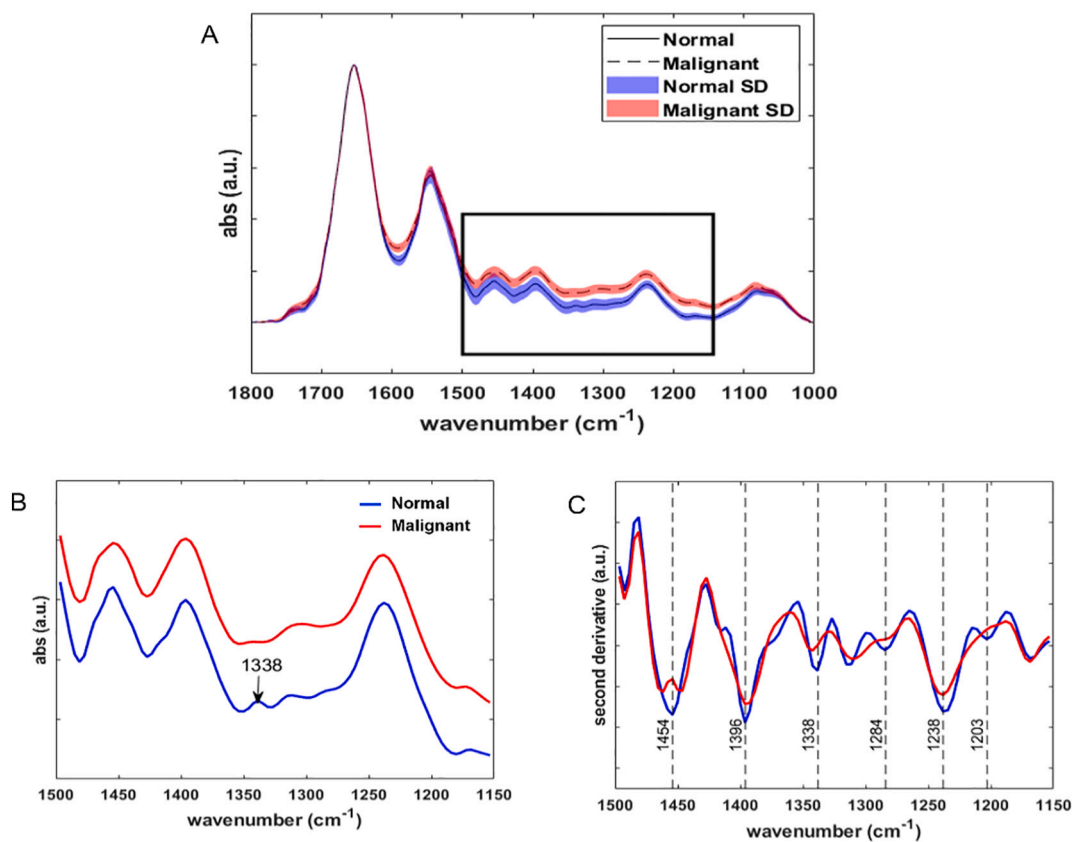 A
Normal
Malignant
Normal SD
Malignant SD
abs (a.u.)
1800 1700 1600 1500 1400 1300 1200 1100 1000
wavenumber (cm-1)
B
Normal
Malignant
1338
abs (a.u.)
1500 1450 1400 1350 1300 1250 1200 1150
wavenumber (cm-1)
C
second derivative (a.u.)
1454 1396 1338 1284 1238 1203
1500 1450 1400 1350 1300 1250 1200 1150
wavenumber (cm-1)